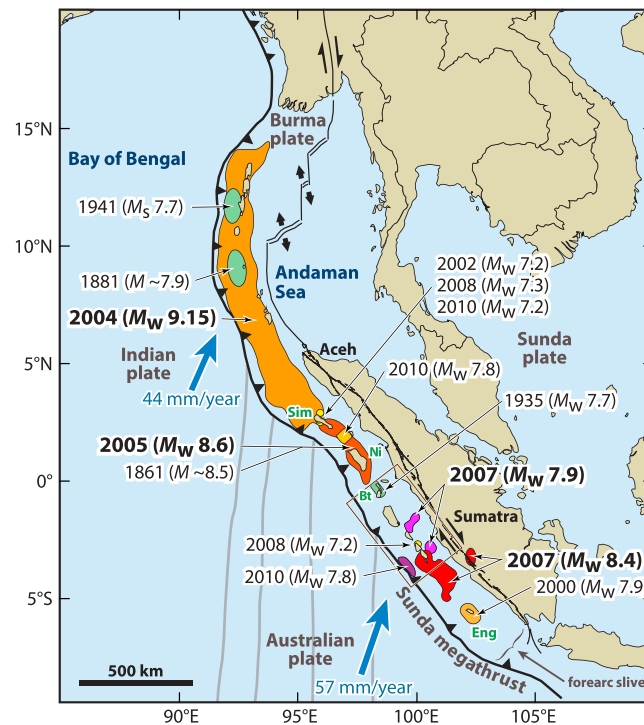 15°N
10°N
5°N
0°
5°S
90°E
95°E
100°E
105°E
Burma
plate
Bay of Bengal
1941 (MS 7.7)
1881 (M ~7.9)
2004 (MW 9.15)
Andaman
Sea
2002 (MW 7.2)
2008 (MW 7.3)
2010 (MW 7.2)
Sunda
plate
Indian
plate
44 mm/year
Aceh
2010 (MW 7.8)
1935 (MW 7.7)
Sim
2005 (MW 8.6)
1861 (M ~8.5)
Ni
Bt
2007 (MW 7.9)
Sumatra
2008 (MW 7.2)
2010 (MW 7.8)
2007 (MW 8.4)
2000 (MW 7.9
Eng
Sunda megathrust
Australian
plate
57 mm/year
forearc slive
500 km